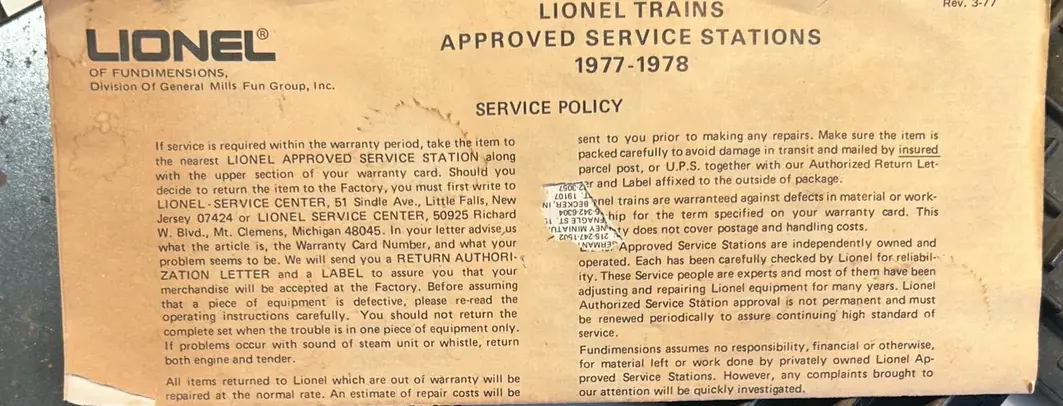 Rev. 3-77
LIONEL TRAINS
APPROVED SERVICE STATIONS
1977-1978
LIONEL®
OF FUNDIMENSIONS,
Division Of General Mills Fun Group, Inc.
SERVICE POLICY
If service is required within the warranty period, take the item to
the nearest LIONEL APPROVED SERVICE STATION along
with the upper section of your warranty card. Should you
decide to return the item to the Factory, you must first write to
LIONEL-SERVICE CENTER, 51 Sindle Ave., Little Falls, New
Jersey 07424 or LIONEL SERVICE CENTER, 50925 Richard
W. Blvd., Mt. Clemens, Michigan 48045. In your letter advise us
what the article is, the Warranty Card Number, and what your
problem seems to be. We will send you a RETURN AUTHORI-
ZATION LETTER and a LABEL to assure you that your
merchandise will be accepted at the Factory. Before assuming
that a piece of equipment is defective, please re-read the
operating instructions carefully. You should not return the
complete set when the trouble is in one piece of equipment only.
If problems occur with sound of steam unit or whistle, return
both engine and tender.
All items returned to Lionel which are out of warranty will be
repaired at the normal rate. An estimate of repair costs will be
sent to you prior to making any repairs. Make sure the item is
packed carefully to avoid damage in transit and mailed by insured
parcel post, or U.P.S. together with our Authorized Return Let-
er and Label affixed to the outside of package.
nel trains are warranteed against defects in material or work-
hip for the term specified on your warranty card. This
ty does not cover postage and handling costs.
Approved Service Stations are independently owned and
operated. Each has been carefully checked by Lionel for reliabil-
ity. These Service people are experts and most of them have been
adjusting and repairing Lionel equipment for many years. Lionel
Authorized Service Station approval is not permanent and must
be renewed periodically to assure continuing high standard of
service.
Fundimensions assumes no responsibility, financial or otherwise,
for material left or work done by privately owned Lionel Ap-
proved Service Stations. However, any complaints brought to
our attention will be quickly investigated.
GERMAN
215-247-1502
NEY MINIATU
ENAGLE ST.
5-342-6304
BECKER, IN
T. 19107
2-3057